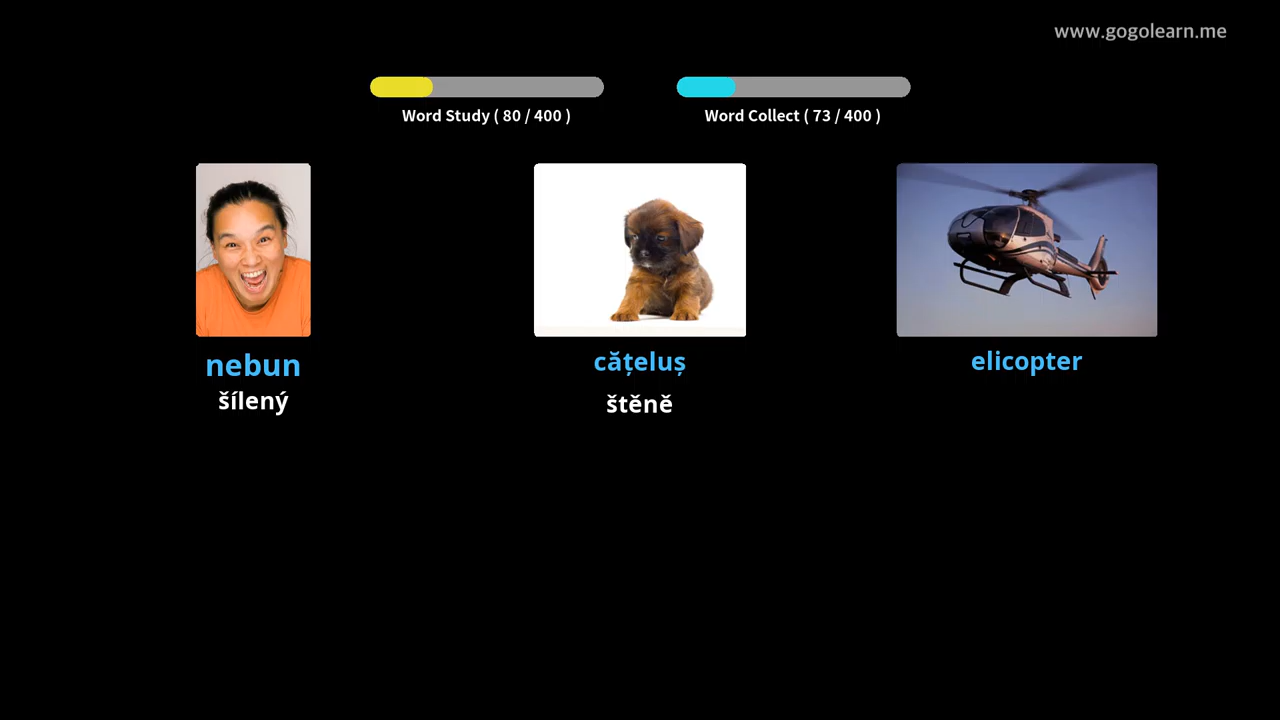 www.gogolearn.me
Word Study ( 80 / 400 )
Word Collect ( 73 / 400 )
nebun
šílený
cățeluș
štěně
elicopter